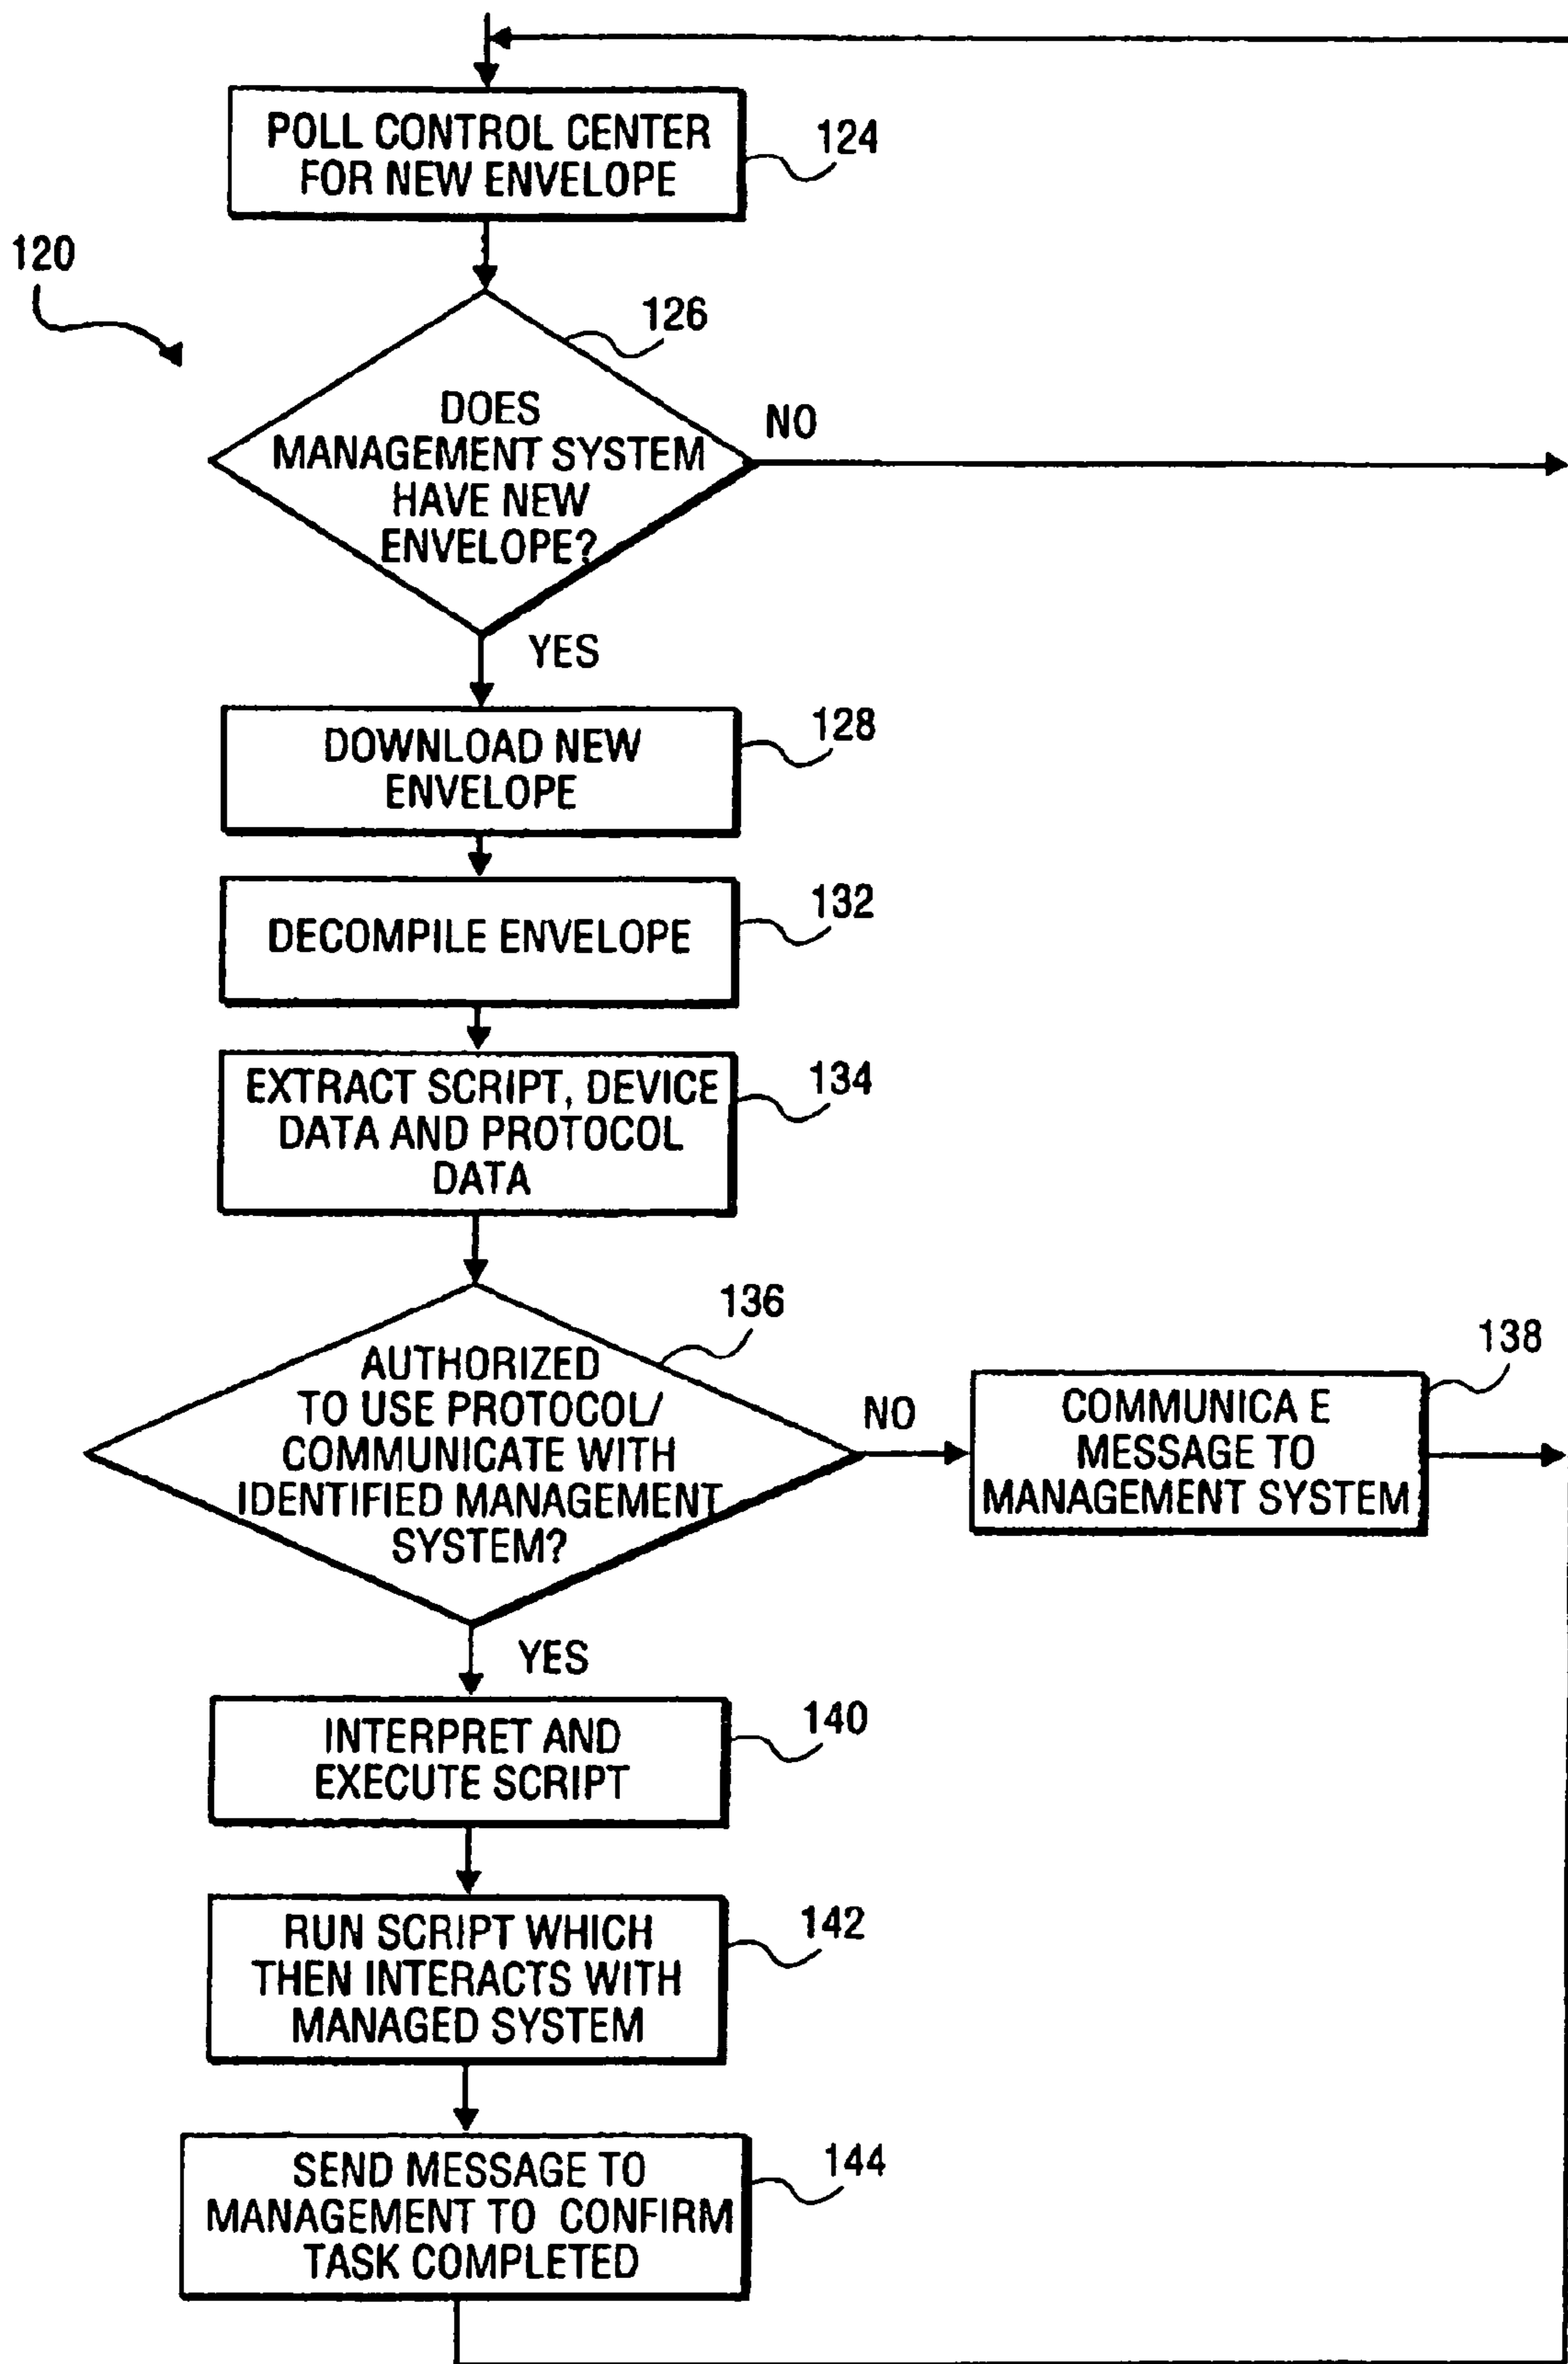 POLL CONTROL CENTER
FOR NEW ENVELOPE
124
120
126
DOES
MANAGEMENT SYSTEM
HAVE NEW
ENVELOPE?
NO
YES
DOWNLOAD NEW
ENVELOPE
128
DECOMPILE ENVELOPE
132
EXTRACT SCRIPT, DEVICE
DATA AND PROTOCOL
DATA
134
136
AUTHORIZED
TO USE PROTOCOL/
COMMUNICATE WITH
IDENTIFIED MANAGEMENT
SYSTEM?
NO
138
COMMUNICA E
MESSAGE TO
MANAGEMENT SYSTEM
YES
INTERPRET AND
EXECUTE SCRIPT
140
RUN SCRIPT WHICH
THEN INTERACTS WITH
MANAGED SYSTEM
142
SEND MESSAGE TO
MANAGEMENT TO CONFIRM
TASK COMPLETED
144